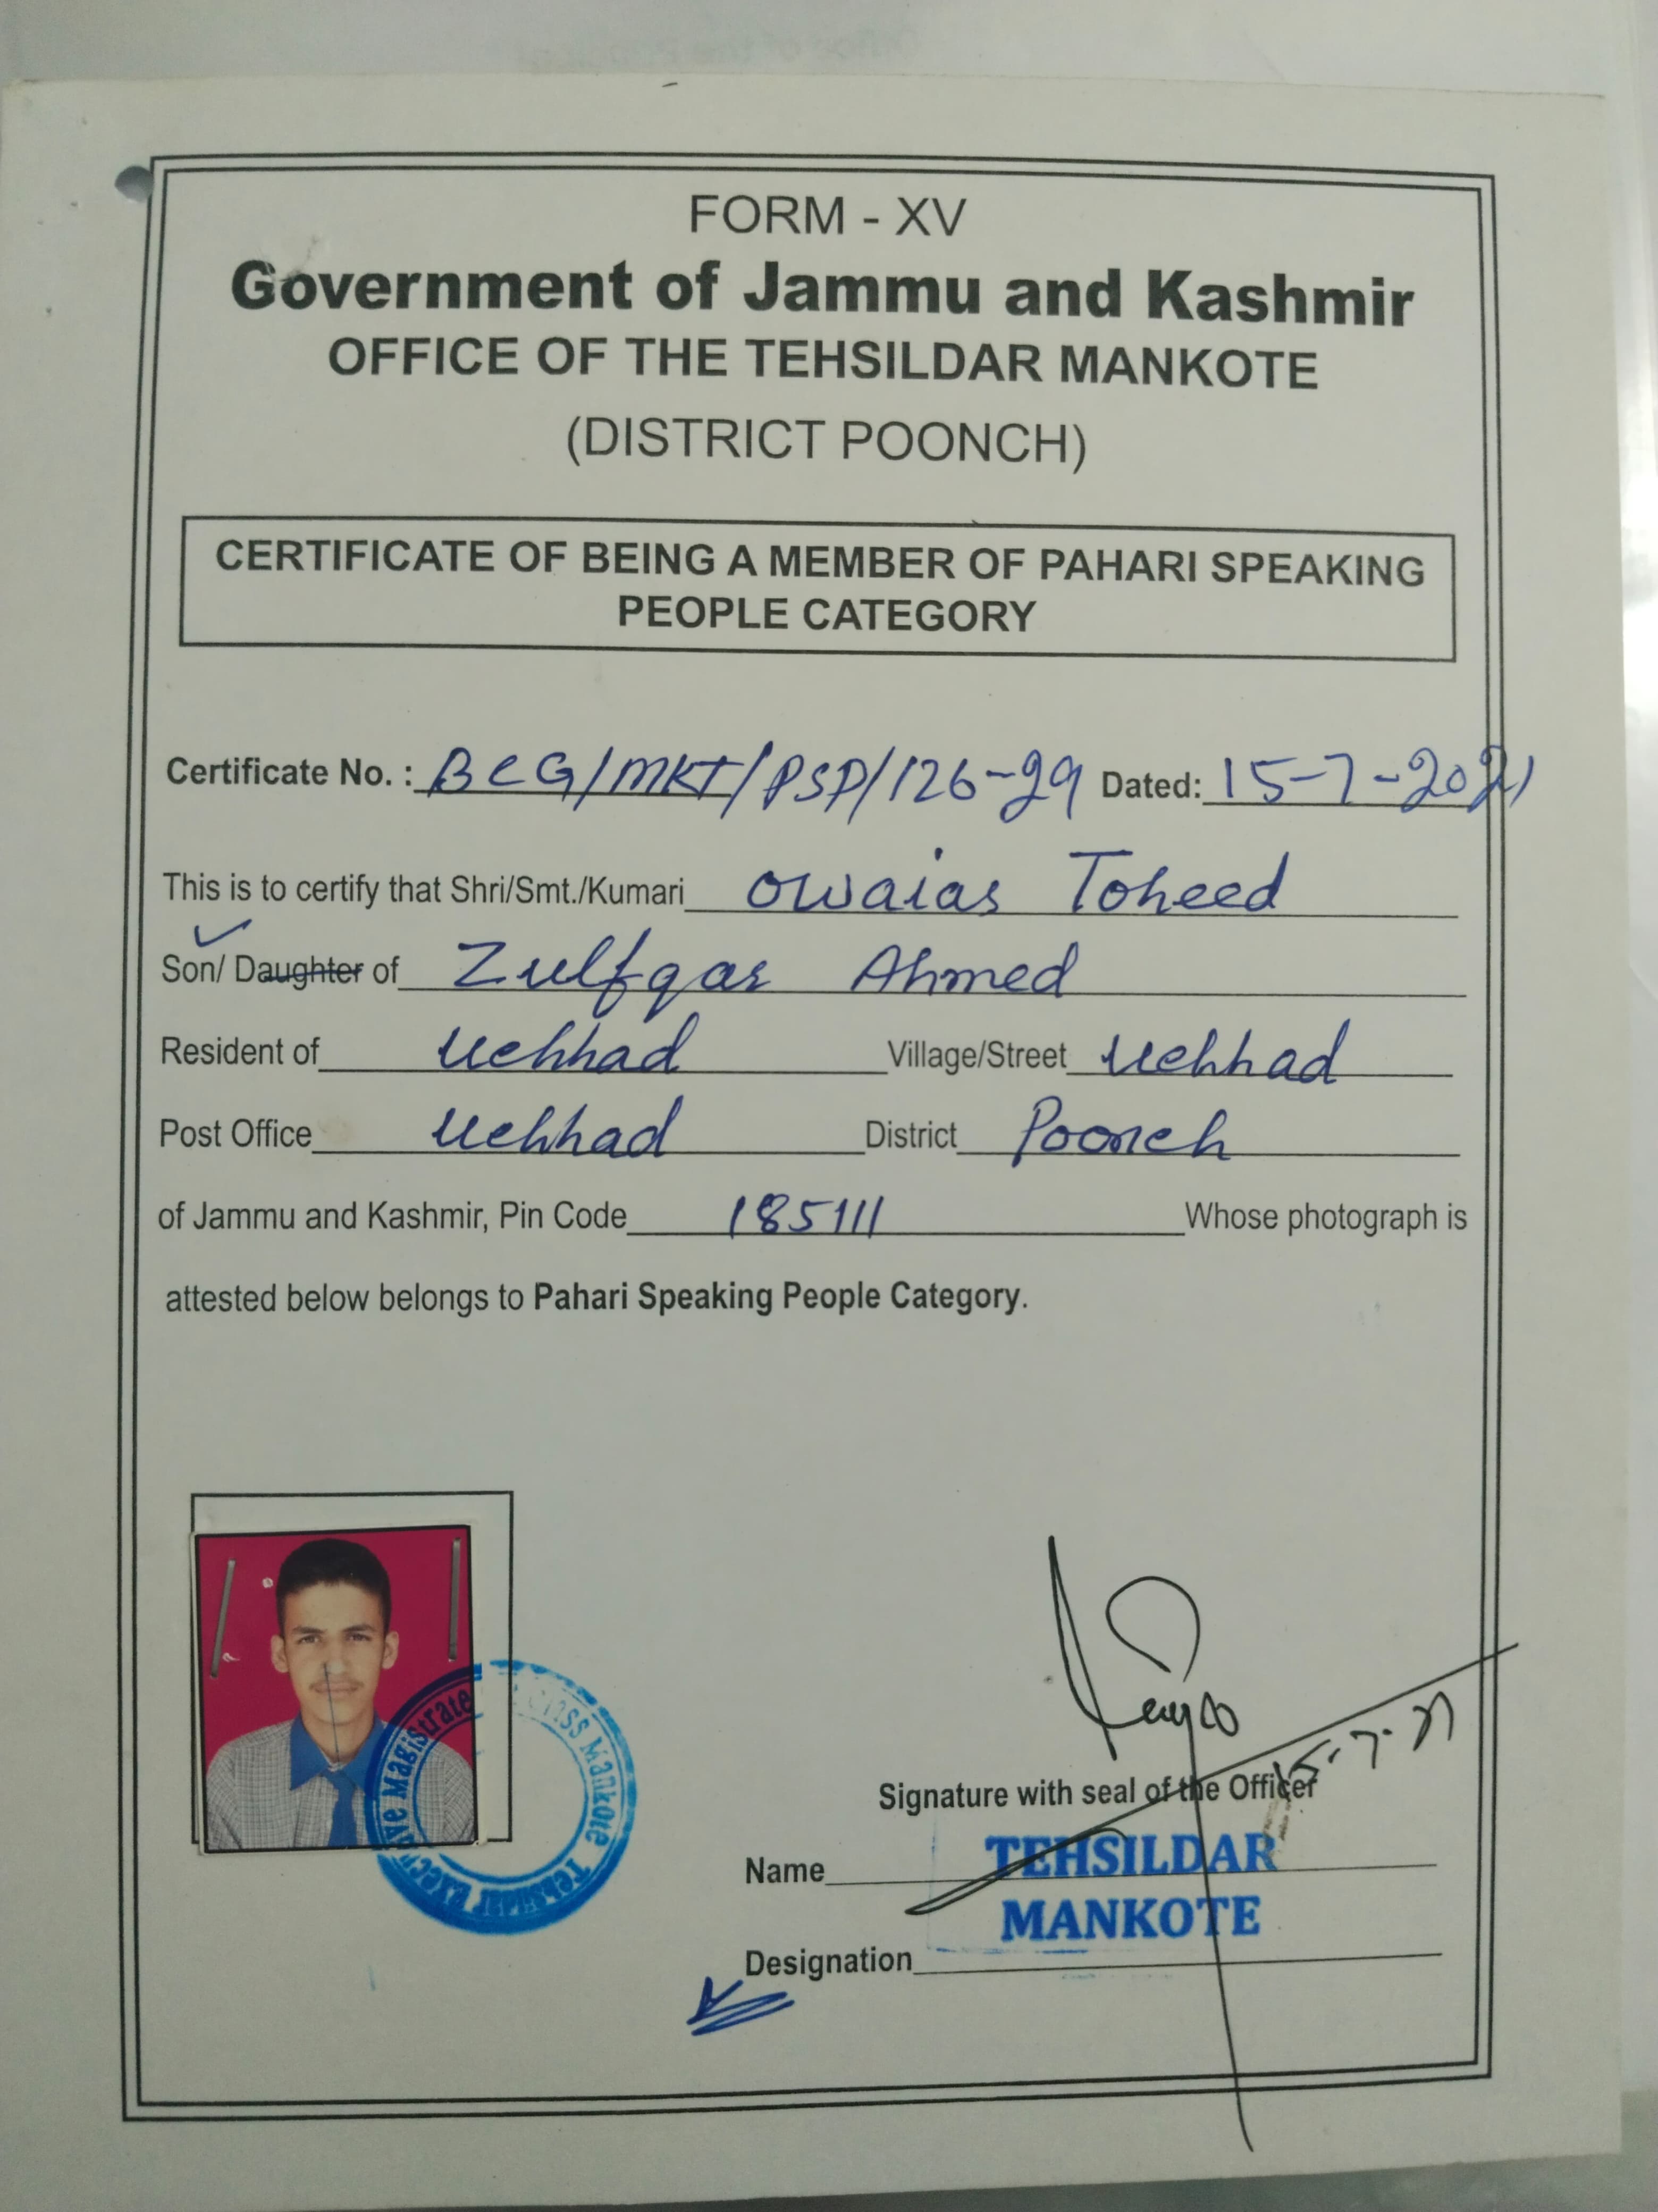 FORM - XV
Government of Jammu and Kashmir
OFFICE OF THE TEHSILDAR MANKOTE
(DISTRICT POONCH)
CERTIFICATE OF BEING A MEMBER OF PAHARI SPEAKING
PEOPLE CATEGORY
Certificate No. : BCG/MKT/PSP/126-29 Dated: 15-7-2021
This is to certify that Shri/Smt./Kumari Owaias Toheed
Son/ Daughter of Zulfqar Ahmed
Resident of Uchhad Village/Street Uchhad
Post Office Uchhad District Poonch
of Jammu and Kashmir, Pin Code 185111 Whose photograph is
attested below belongs to Pahari Speaking People Category.
Magistrate Class Mankote Tehsildar Executive
15-7-21
Signature with seal of the Officer
Name TEHSILDAR
MANKOTE
Designation